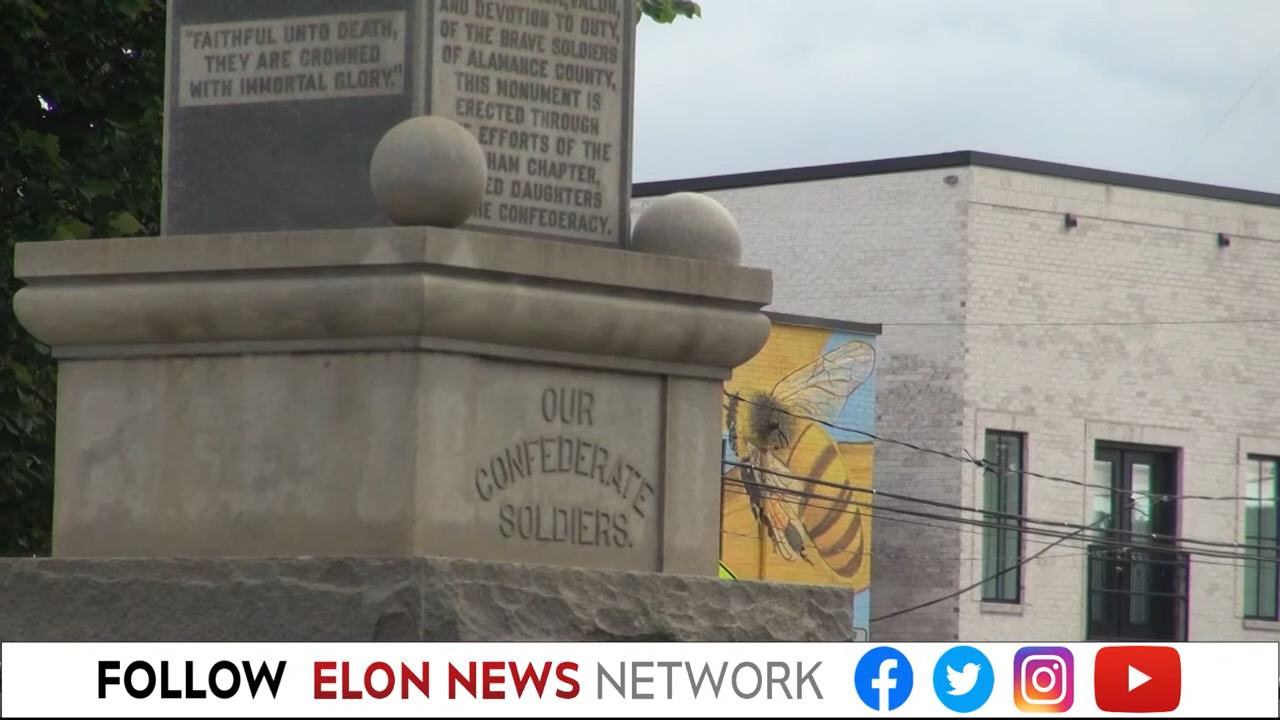 "FAITHFUL UNTO DEATH,
THEY ARE CROWNED
WITH IMMORTAL GLORY."
VALOR,
AND DEVOTION TO DUTY,
OF THE BRAVE SOLDIERS
OF ALAMANCE COUNTY,
THIS MONUMENT IS
ERECTED THROUGH
EFFORTS OF THE
HAM CHAPTER,
ED DAUGHTERS
HE CONFEDERACY.
OUR
CONFEDERATE
SOLDIERS.
FOLLOW ELON NEWS NETWORK